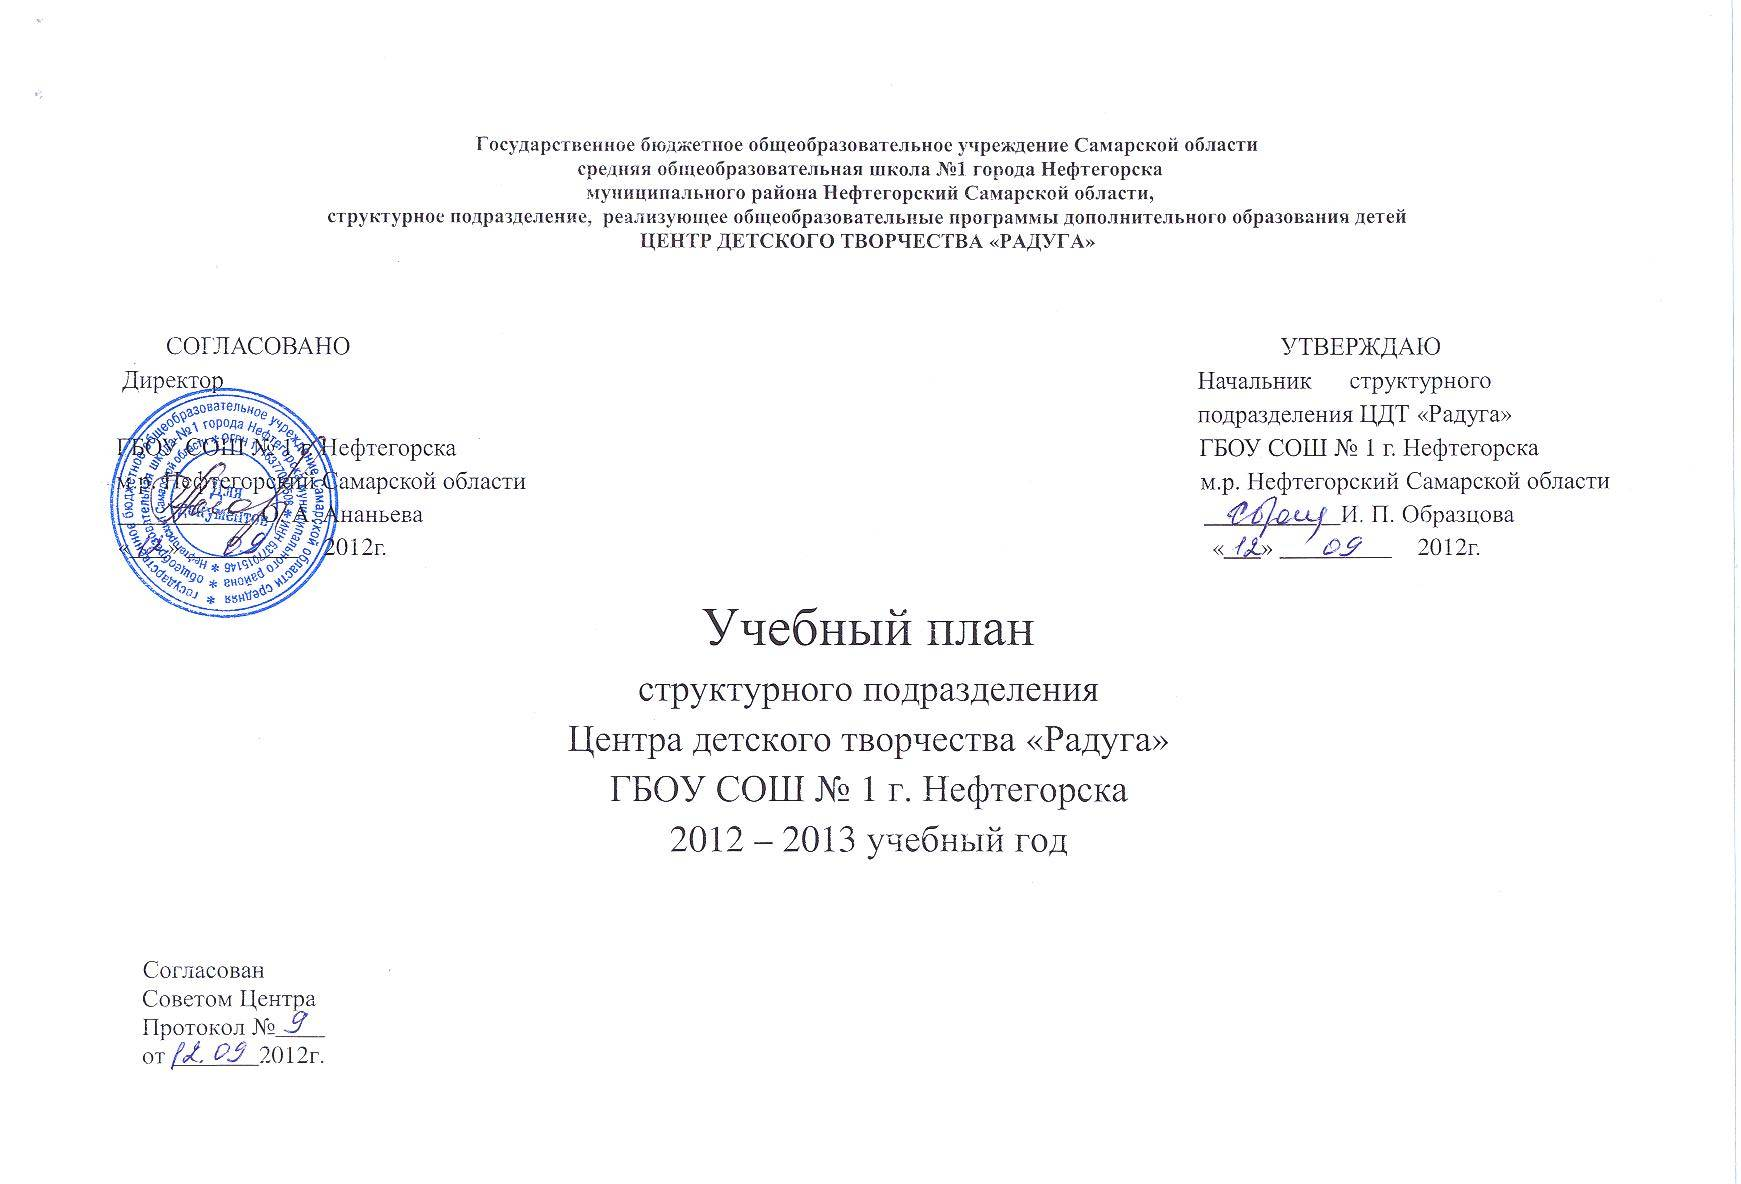 Государственное бюджетное общеобразовательное учреждение Самарской области
средняя общеобразовательная школа №1 города Нефтегорска
муниципального района Нефтегорский Самарской области,
структурное подразделение, реализующее общеобразовательные программы дополнительного образования детей
ЦЕНТР ДЕТСКОГО ТВОРЧЕСТВА «РАДУГА»
СОГЛАСОВАНО
Директор
ГБОУ СОШ № 1 г. Нефтегорска
м.р. Нефтегорский Самарской области
О. А. Ананьева
«12» 09 2012г.
Для
документов
УТВЕРЖДАЮ
Начальник структурного
подразделения ЦДТ «Радуга»
ГБОУ СОШ № 1 г. Нефтегорска
м.р. Нефтегорский Самарской области
И. П. Образцова
«12» 09 2012г.
Учебный план
структурного подразделения
Центра детского творчества «Радуга»
ГБОУ СОШ № 1 г. Нефтегорска
2012 – 2013 учебный год
Согласован
Советом Центра
Протокол № 9
от 12.09 2012г.